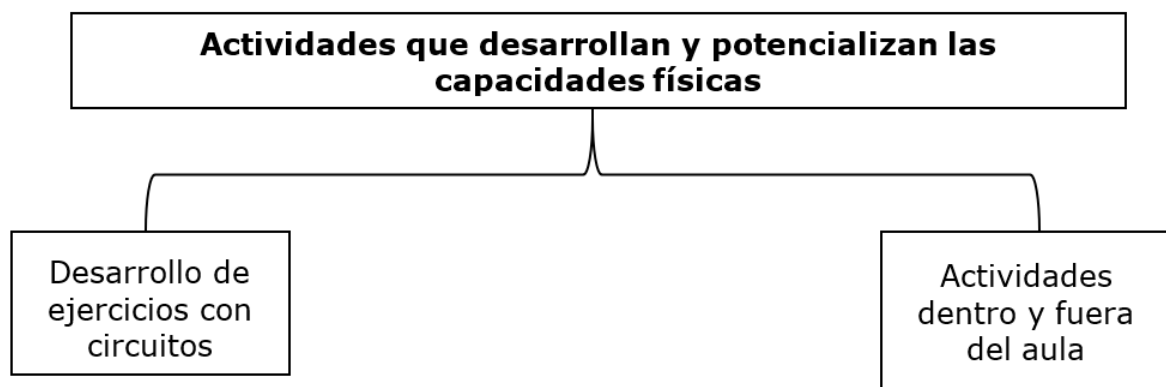 Actividades que desarrollan y potencializan las
capacidades físicas
Desarrollo de
ejercicios con
circuitos
Actividades
dentro y fuera
del aula